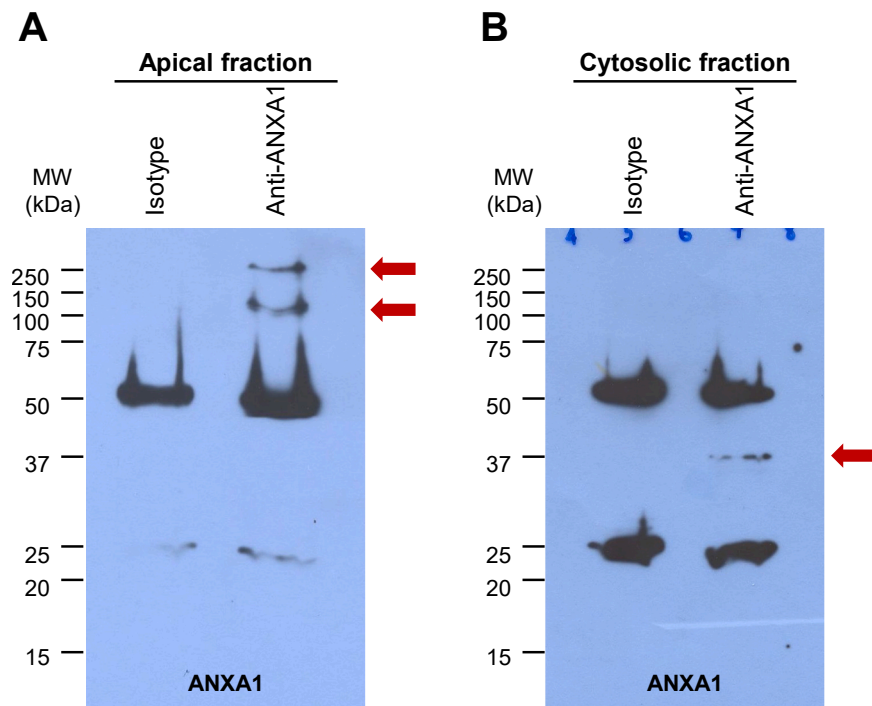 A
Apical fraction
Isotype
Anti-ANXA1
MW
(kDa)
250
150
100
75
50
37
25
20
15
ANXA1
B
Cytosolic fraction
Isotype
Anti-ANXA1
MW
(kDa)
4 5 6 7 8
250
150
100
75
50
37
25
20
15
ANXA1